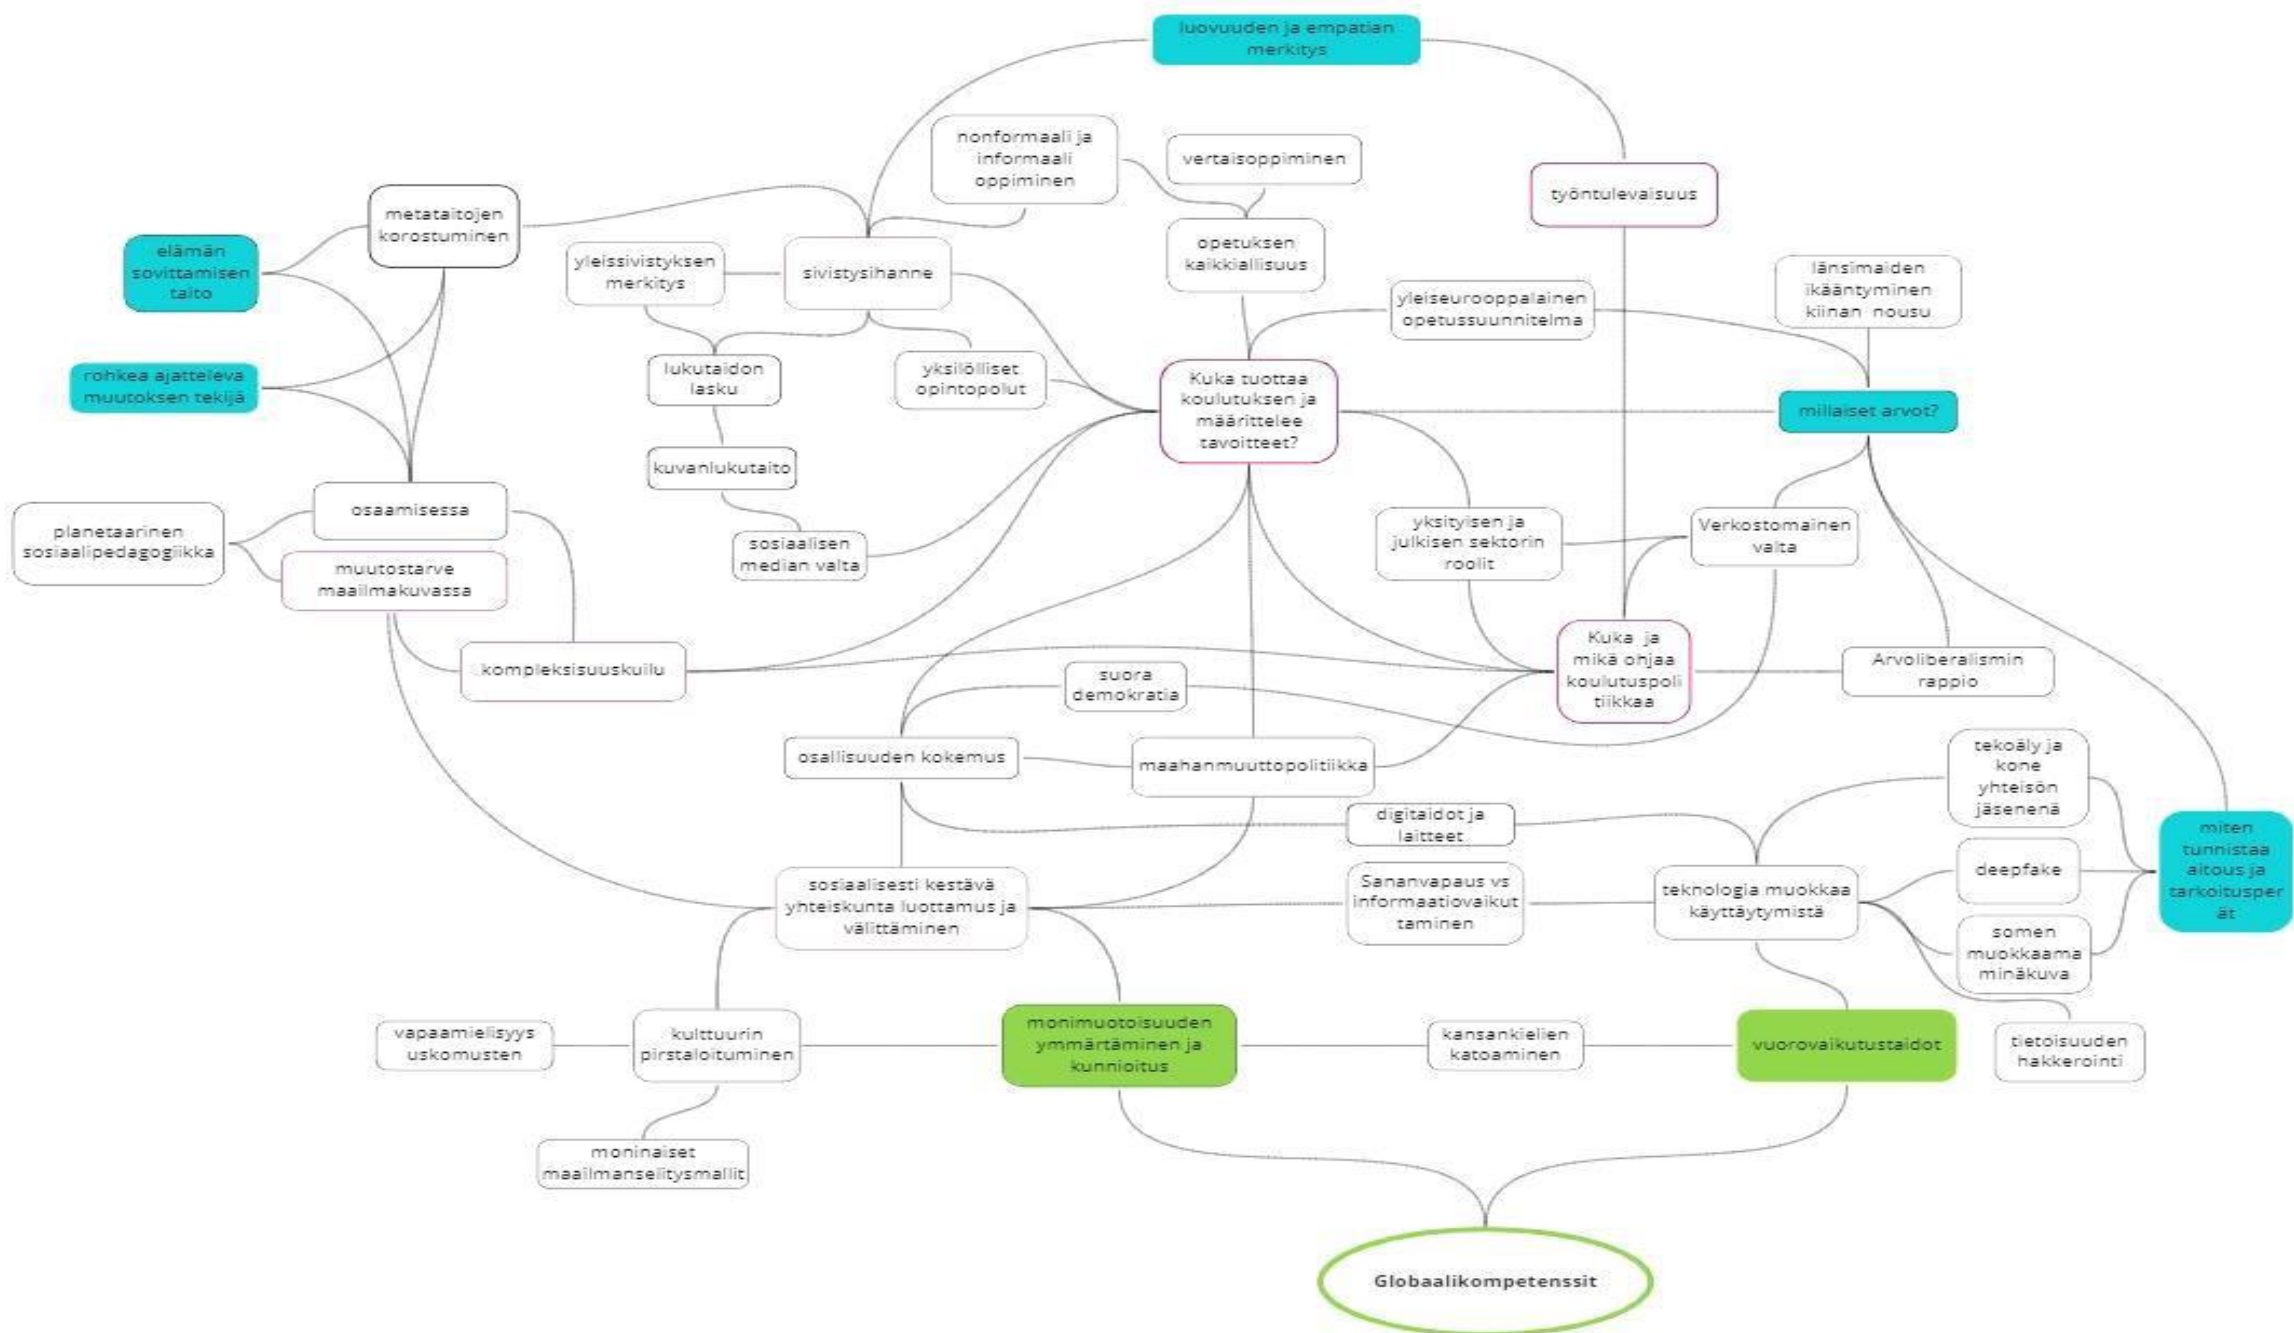 luovuuden ja empatian
merkitys
nonformaali ja
informaali
oppiminen
vertaisoppiminen
työntulevaisuus
metataitojen
korostuminen
elämän
sovittamisen
taito
yleissivistyksen
merkitys
sivistysihanne
opetuksen
kaikkiallisuus
länsimaiden
ikääntyminen
kiinan nousu
yleiseurooppalainen
opetussuunnitelma
rohkea ajatteleva
muutoksen tekijä
lukutaidon
lasku
yksilölliset
opintopolut
Kuka tuottaa
koulutuksen ja
määrittelee
tavoitteet?
millaiset arvot?
kuvanlukutaito
osaamisessa
planetaarinen
sosiaalipedagogiikka
muutostarve
maailmakuvassa
sosiaalisen
median valta
yksityisen ja
julkisen sektorin
roolit
Verkostomainen
valta
kompleksisuuskuilu
suora
demokratia
Kuka ja
mikä ohjaa
koulutuspoli
tiikkaa
Arvoliberalismin
rappio
osallisuuden kokemus
maahanmuuttopolitiikka
tekoäly ja
kone
yhteisön
jäsenenä
digitaidot ja
laitteet
miten
tunnistaa
aitous ja
tarkoitusper
ät
deepfake
sosiaalisesti kestävä
yhteiskunta luottamus ja
välittäminen
Sananvapaus vs
informaatiovaikut
taminen
teknologia muokkaa
käyttäytymistä
somen
muokkaama
minäkuva
vapaamielisyys
uskomusten
kulttuurin
pirstaloituminen
monimuotoisuuden
ymmärtäminen ja
kunnioitus
kansankielien
katoaminen
vuorovaikutustaidot
tietoisuuden
hakkerointi
moninaiset
maailmanselitysmallit
Globaalikompetenssit